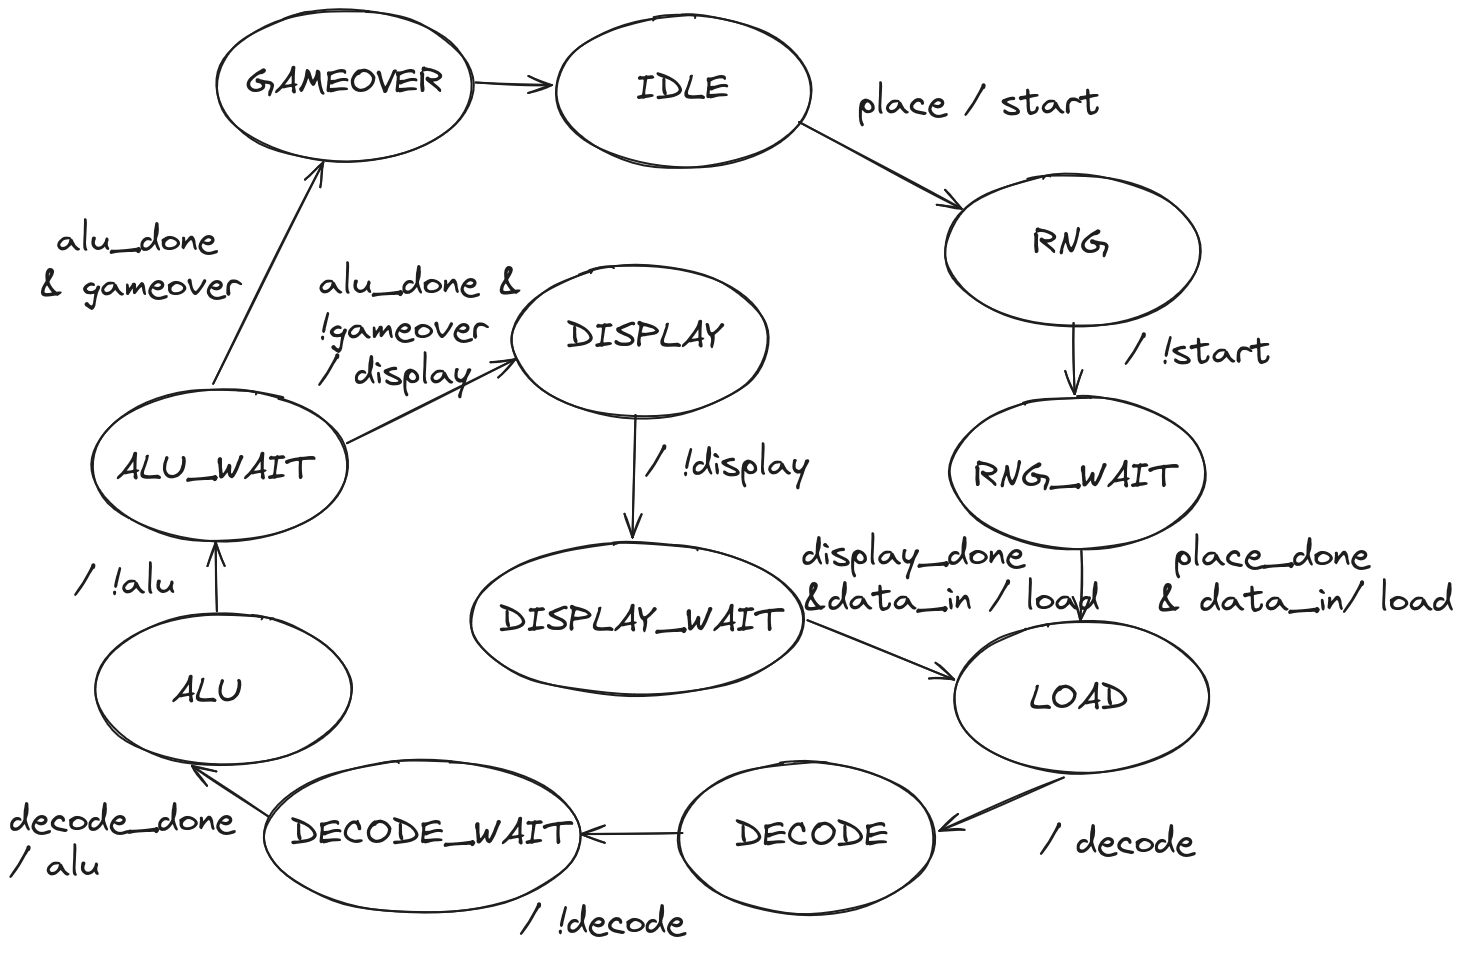 GAMEOVER
IDLE
place / start
RNG
alu_done
& gameover
alu_done &
!gameover
/ display
DISPLAY
/ !start
ALU_WAIT
/ !display
RNG_WAIT
display_done
&data_in / load
place_done
& data_in/ load
/ !alu
DISPLAY_WAIT
ALU
LOAD
decode_done
/ alu
DECODE_WAIT
DECODE
/ decode
/ !decode